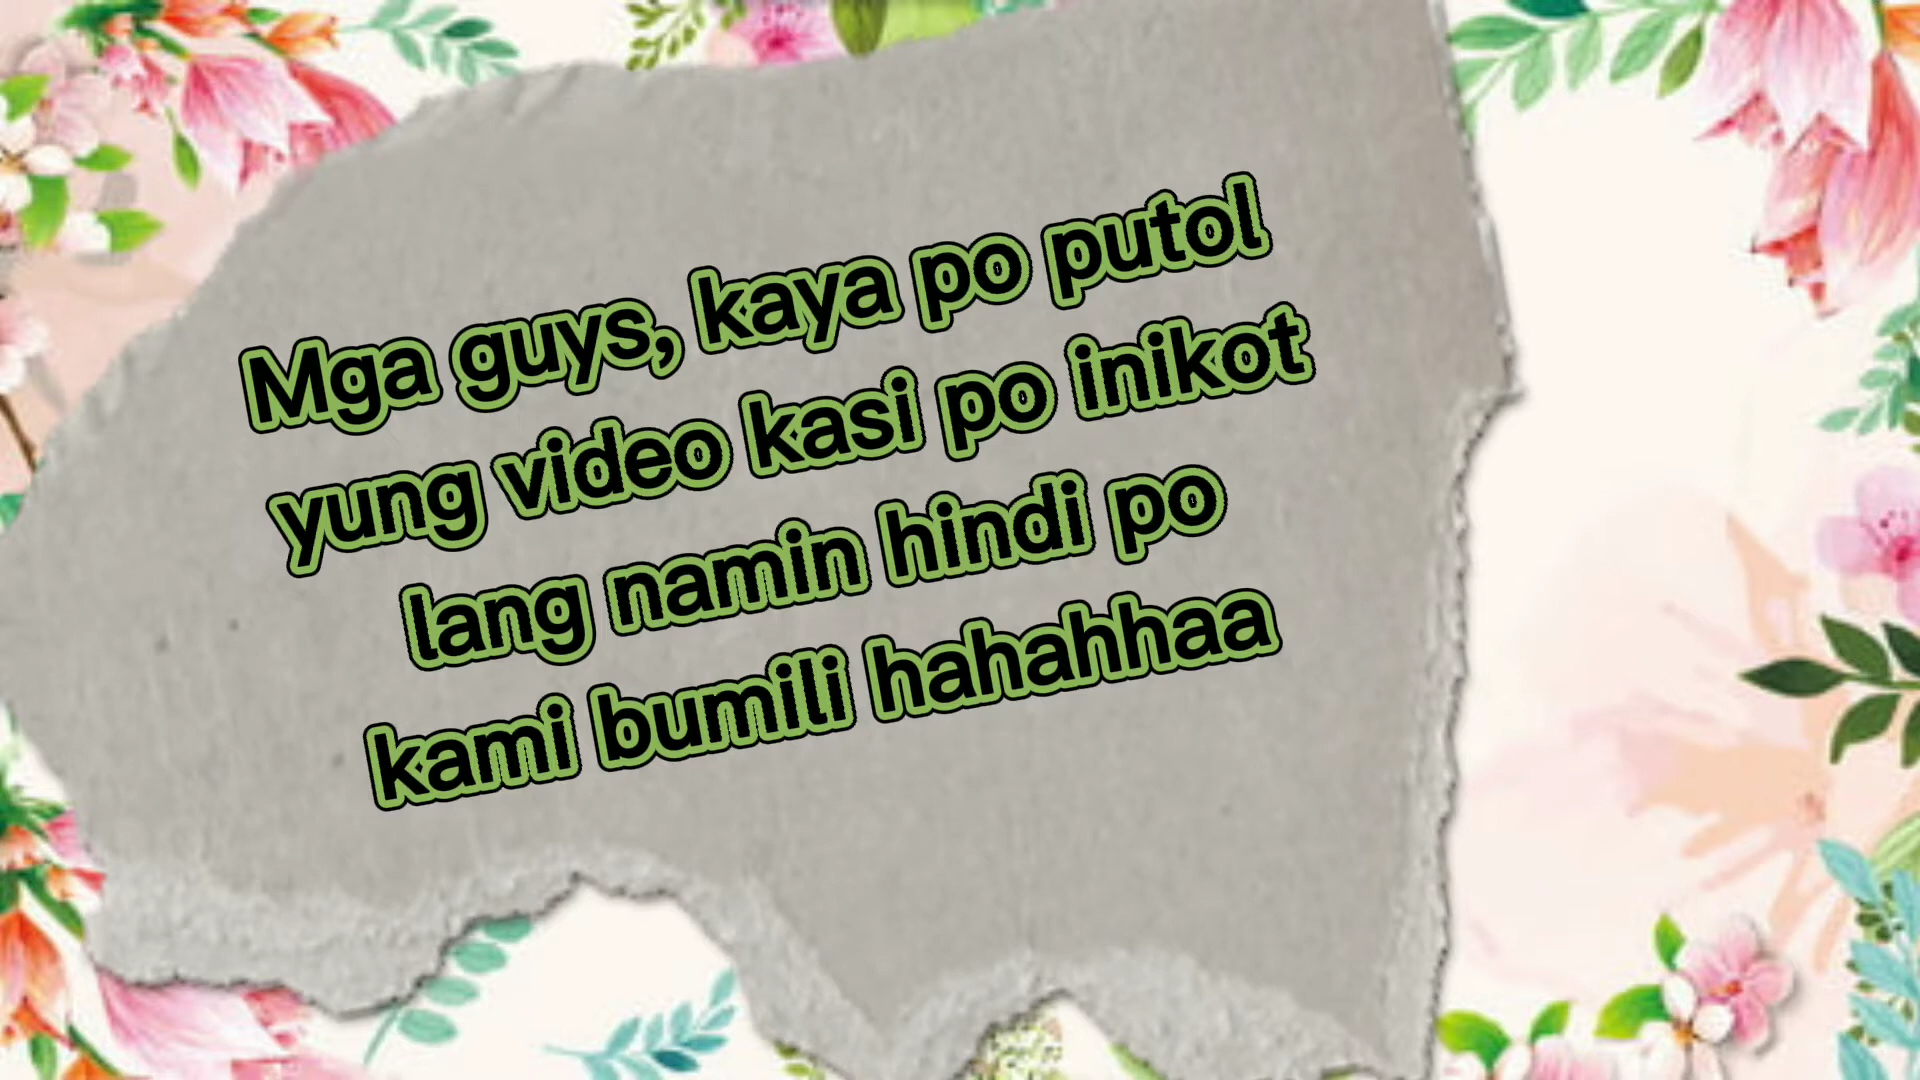 Mga guys, kaya po putol
yung video kasi po inikot
lang namin hindi po
kami bumili hahahhaa